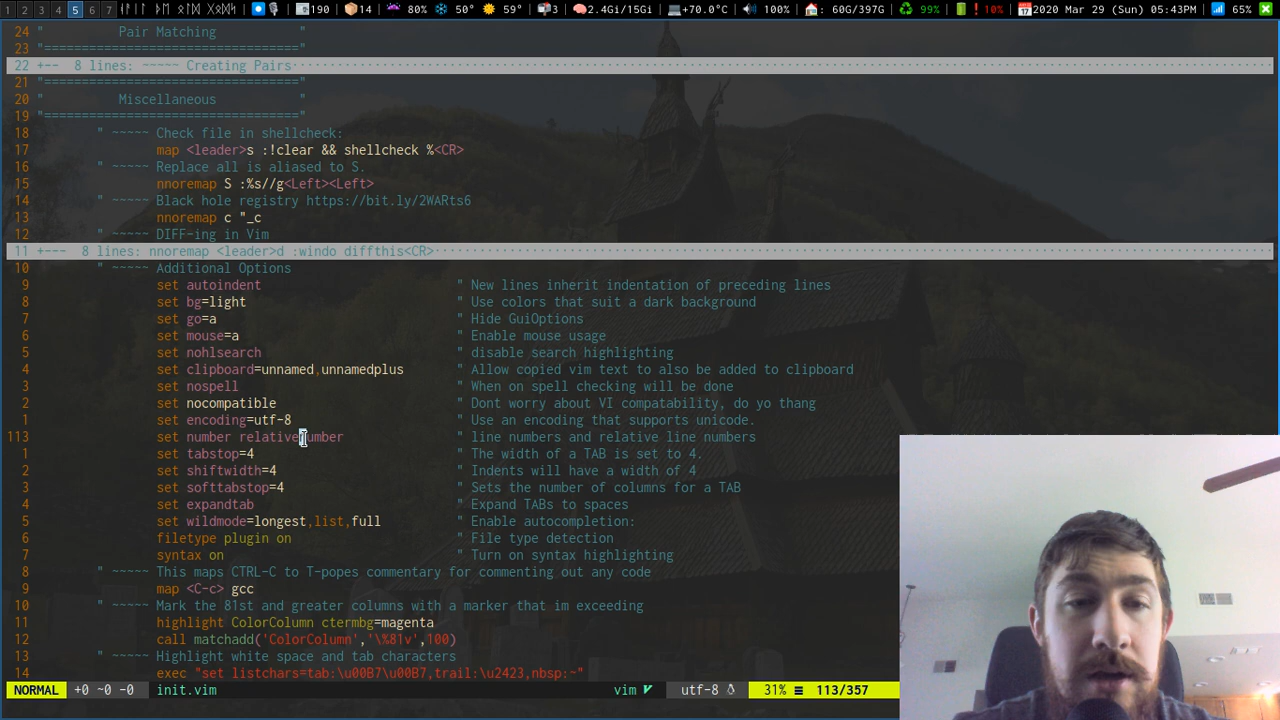 1 2 3 4 5 6 7 190 14 80% 50° 59° 3 2.4Gi/15Gi +70.0°C 100% 60G/397G 99% ! 10% 2020 Mar 29 (Sun) 05:43PM 65%
24 " Pair Matching "
23 "=================================="
22 +-- 8 lines: ~~~~~ Creating Pairs
21 "=================================="
20 " Miscellaneous "
19 "=================================="
18 " ~~~~~ Check file in shellcheck:
17 map <leader>s :!clear && shellcheck %<CR>
16 " ~~~~~ Replace all is aliased to S.
15 nnoremap S :%s//g<Left><Left>
14 " ~~~~~ Black hole registry https://bit.ly/2WARts6
13 nnoremap c "_c
12 " ~~~~~ DIFF-ing in Vim
11 +--- 8 lines: nnoremap <leader>d :windo diffthis<CR>
10 " ~~~~~ Additional Options
9 set autoindent " New lines inherit indentation of preceding lines
8 set bg=light " Use colors that suit a dark background
7 set go=a " Hide GuiOptions
6 set mouse=a " Enable mouse usage
5 set nohlsearch " disable search highlighting
4 set clipboard=unnamed,unnamedplus " Allow copied vim text to also be added to clipboard
3 set nospell " When on spell checking will be done
2 set nocompatible " Dont worry about VI compatability, do yo thang
1 set encoding=utf-8 " Use an encoding that supports unicode.
113 set number relativenumber " line numbers and relative line numbers
1 set tabstop=4 " The width of a TAB is set to 4.
2 set shiftwidth=4 " Indents will have a width of 4
3 set softtabstop=4 " Sets the number of columns for a TAB
4 set expandtab " Expand TABs to spaces
5 set wildmode=longest,list,full " Enable autocompletion:
6 filetype plugin on " File type detection
7 syntax on " Turn on syntax highlighting
8 " ~~~~~ This maps CTRL-C to T-popes commentary for commenting out any code
9 map <C-c> gcc
10 " ~~~~~ Mark the 81st and greater columns with a marker that im exceeding
11 highlight ColorColumn ctermbg=magenta
12 call matchadd('ColorColumn','\%81v',100)
13 " ~~~~~ Highlight white space and tab characters
14 exec "set listchars=tab:\u00B7\u00B7,trail:\u2423,nbsp:~"
NORMAL +0 ~0 -0 init.vim vim utf-8 31% ≡ 113/357